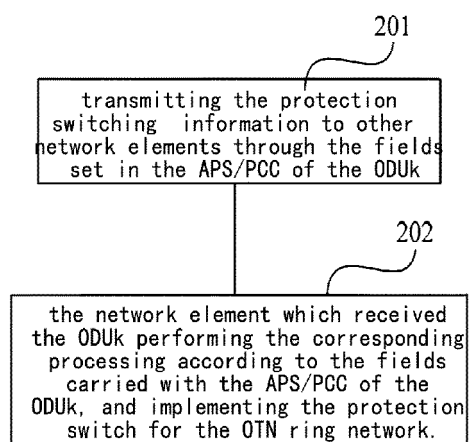 201
transmitting the protection
switching information to other
network elements through the fields
set in the APS/PCC of the ODUk
202
the network element which received
the ODUk performing the corresponding
processing according to the fields
carried with the APS/PCC of the
ODUk, and implementing the protection
switch for the OTN ring network.